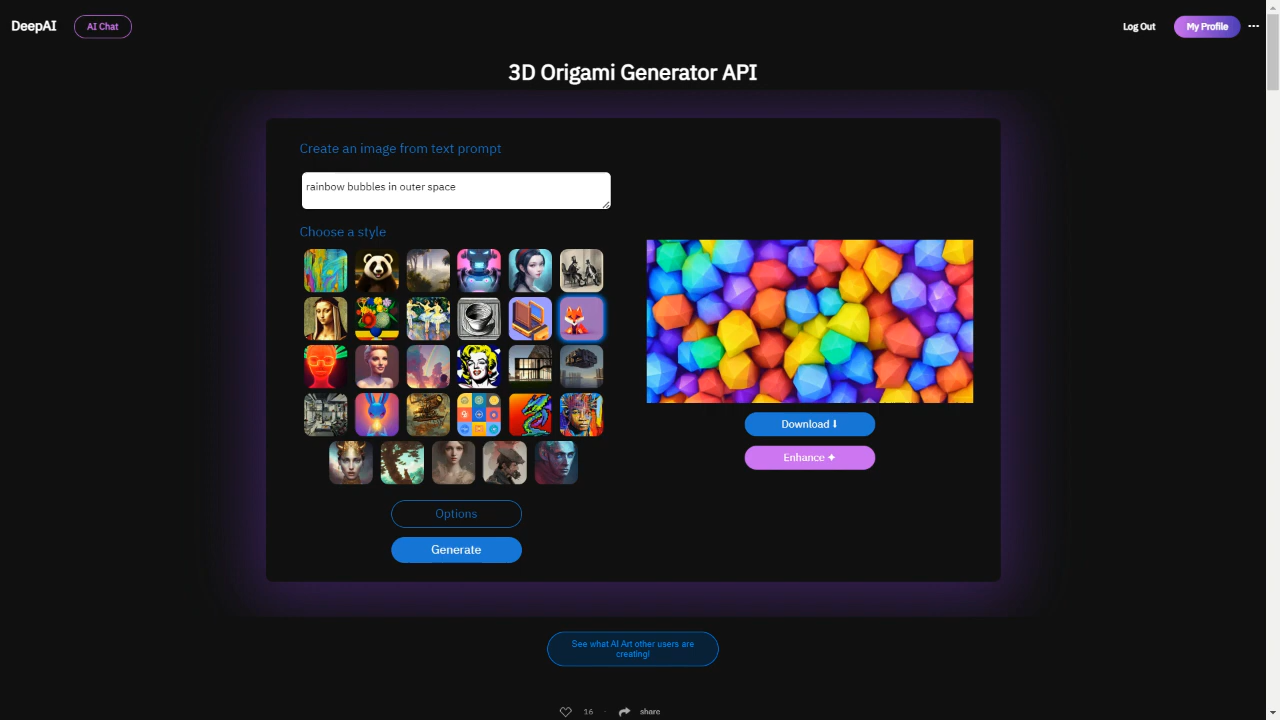 DeepAI
AI Chat
Log Out
My Profile
3D Origami Generator API
Create an image from text prompt
rainbow bubbles in outer space
Choose a style
Download
Enhance
Options
Generate
See what AI Art other users are
creating!
16
share